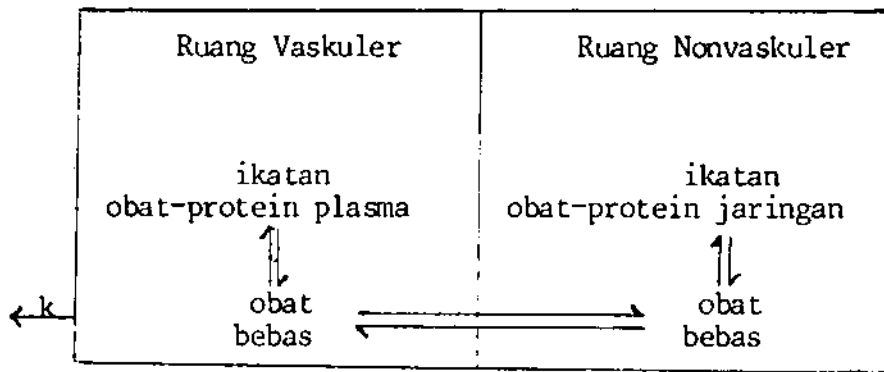 Ruang Vaskuler
Ruang Nonvaskuler
ikatan
obat-protein plasma
ikatan
obat-protein jaringan
k
obat
bebas
obat
bebas